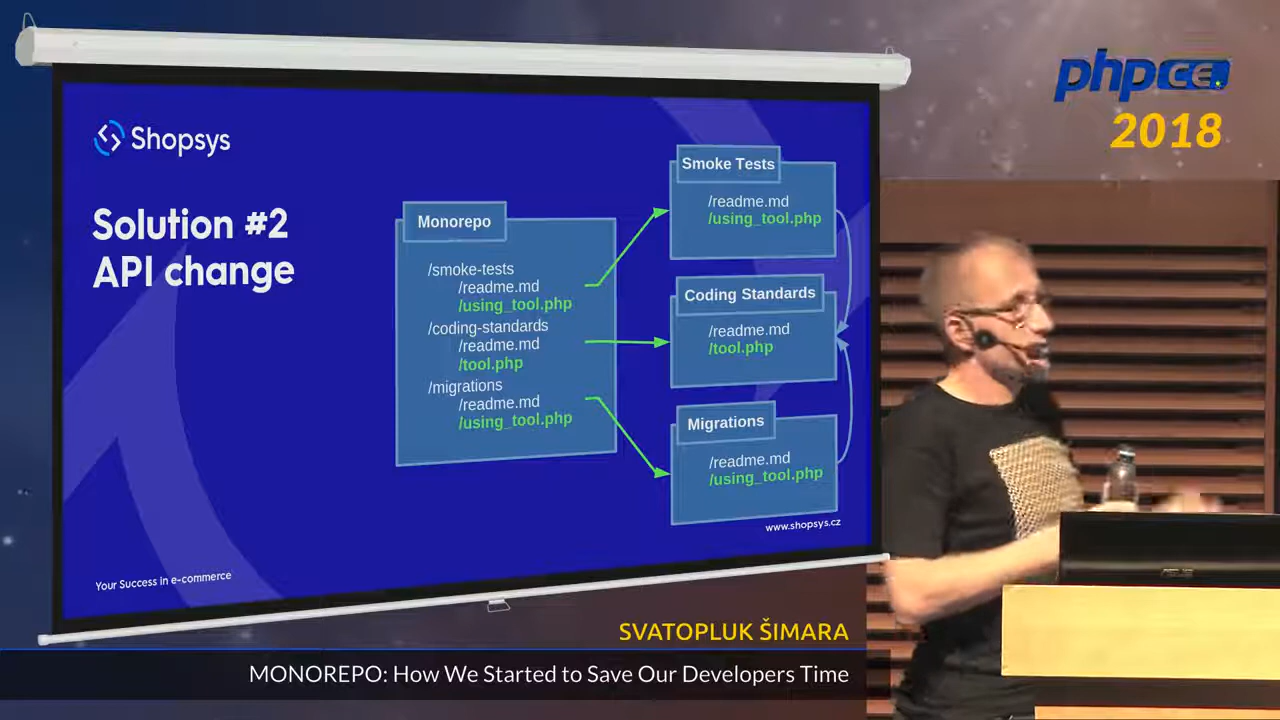 phpce.
2018
Shopsys
Solution #2
API change
Monorepo
/smoke-tests
/readme.md
/using_tool.php
/coding-standards
/readme.md
/tool.php
/migrations
/readme.md
/using_tool.php
Smoke Tests
/readme.md
/using_tool.php
Coding Standards
/readme.md
/tool.php
Migrations
/readme.md
/using_tool.php
www.shopsys.cz
Your Success in e-commerce
ASUS
SVATOPLUK ŠIMARA
MONOREPO: How We Started to Save Our Developers Time